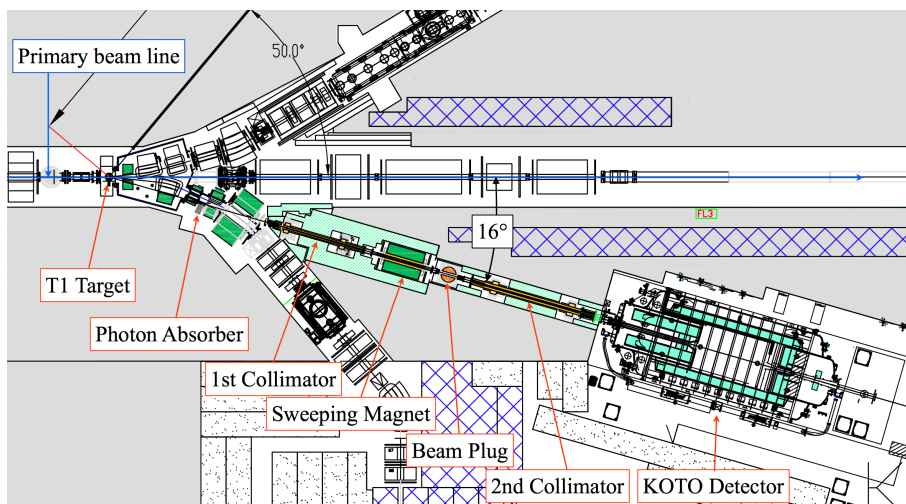 Primary beam line
50.0°
FL3
16°
T1 Target
Photon Absorber
1st Collimator
Sweeping Magnet
Beam Plug
2nd Collimator
KOTO Detector